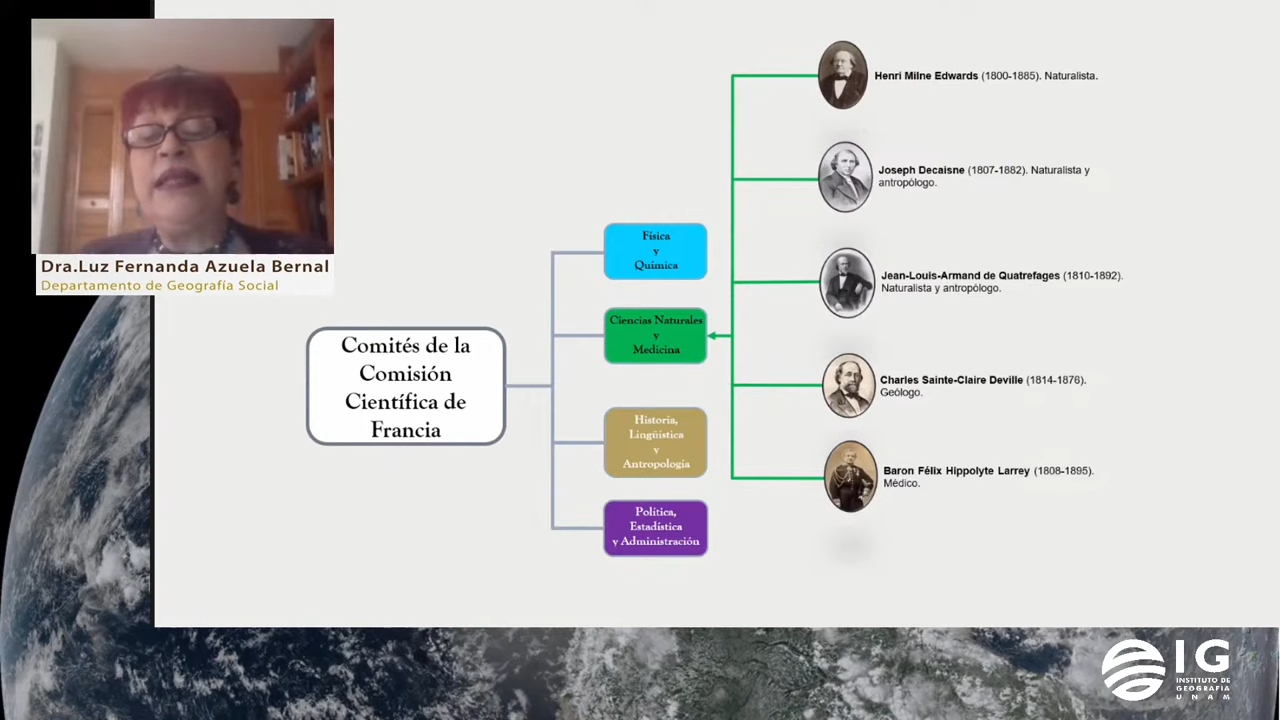 Dra.Luz Fernanda Azuela Bernal
Departamento de Geografía Social
Comités de la
Comisión
Científica de
Francia
Física
y
Química
Ciencias Naturales
y
Medicina
Historia,
Lingüística
y
Antropología
Política,
Estadística
y Administración
Henri Milne Edwards (1800-1885). Naturalista.
Joseph Decaisne (1807-1882). Naturalista y
antropólogo.
Jean-Louis-Armand de Quatrefages (1810-1892).
Naturalista y antropólogo.
Charles Sainte-Claire Deville (1814-1876).
Geólogo.
Baron Félix Hippolyte Larrey (1808-1895).
Médico.
IG
INSTITUTO DE
GEOGRAFÍA
UNAM